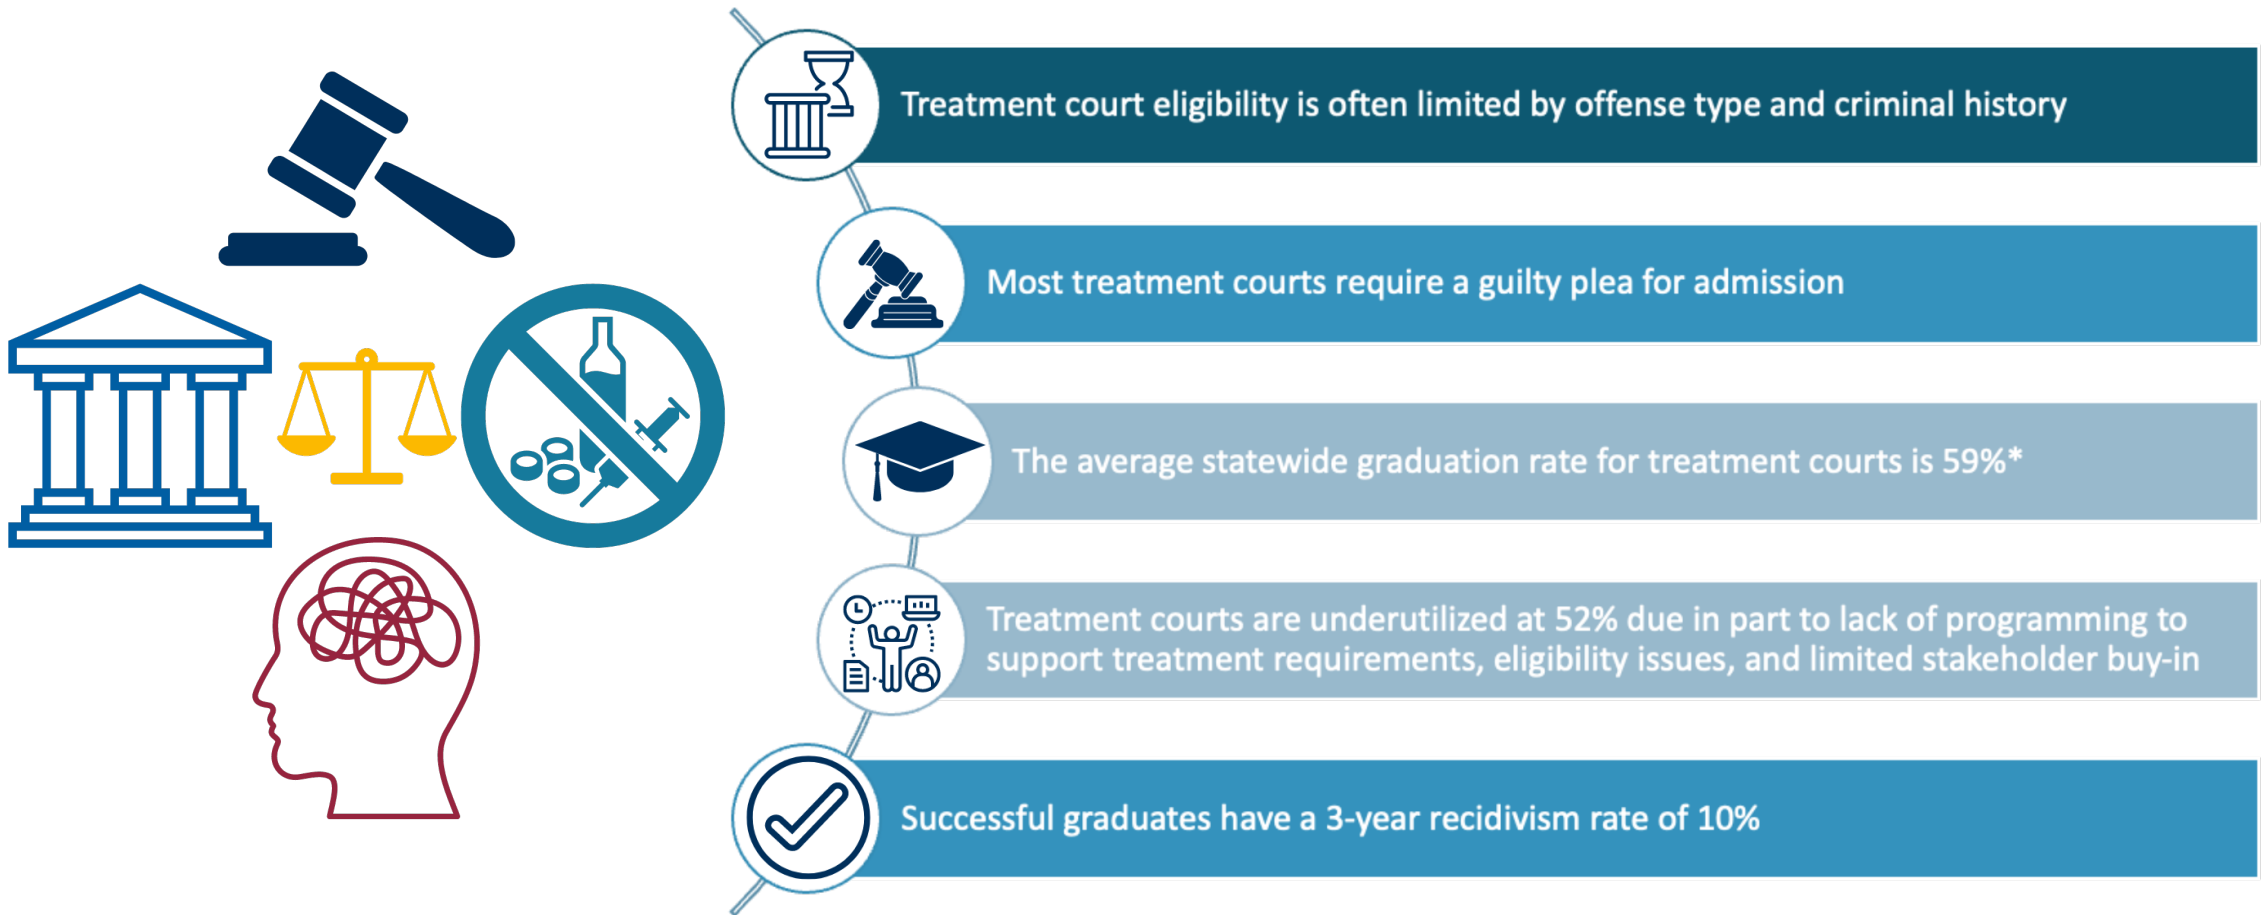 Treatment court eligibility is often limited by offense type and criminal history
Most treatment courts require a guilty plea for admission
The average statewide graduation rate for treatment courts is 59%*
Treatment courts are underutilized at 52% due in part to lack of programming to
support treatment requirements, eligibility issues, and limited stakeholder buy-in
Successful graduates have a 3-year recidivism rate of 10%